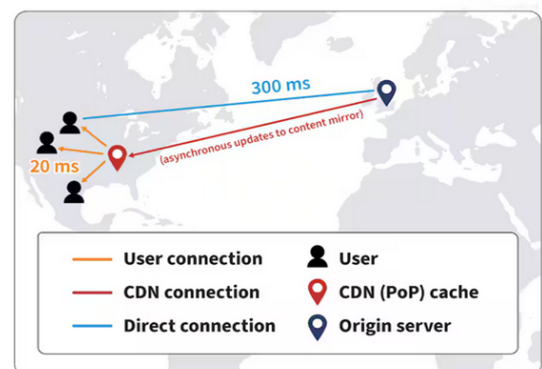 300 ms
(asynchronous updates to content mirror)
20 ms
User connection
User
CDN connection
CDN (PoP) cache
Direct connection
Origin server